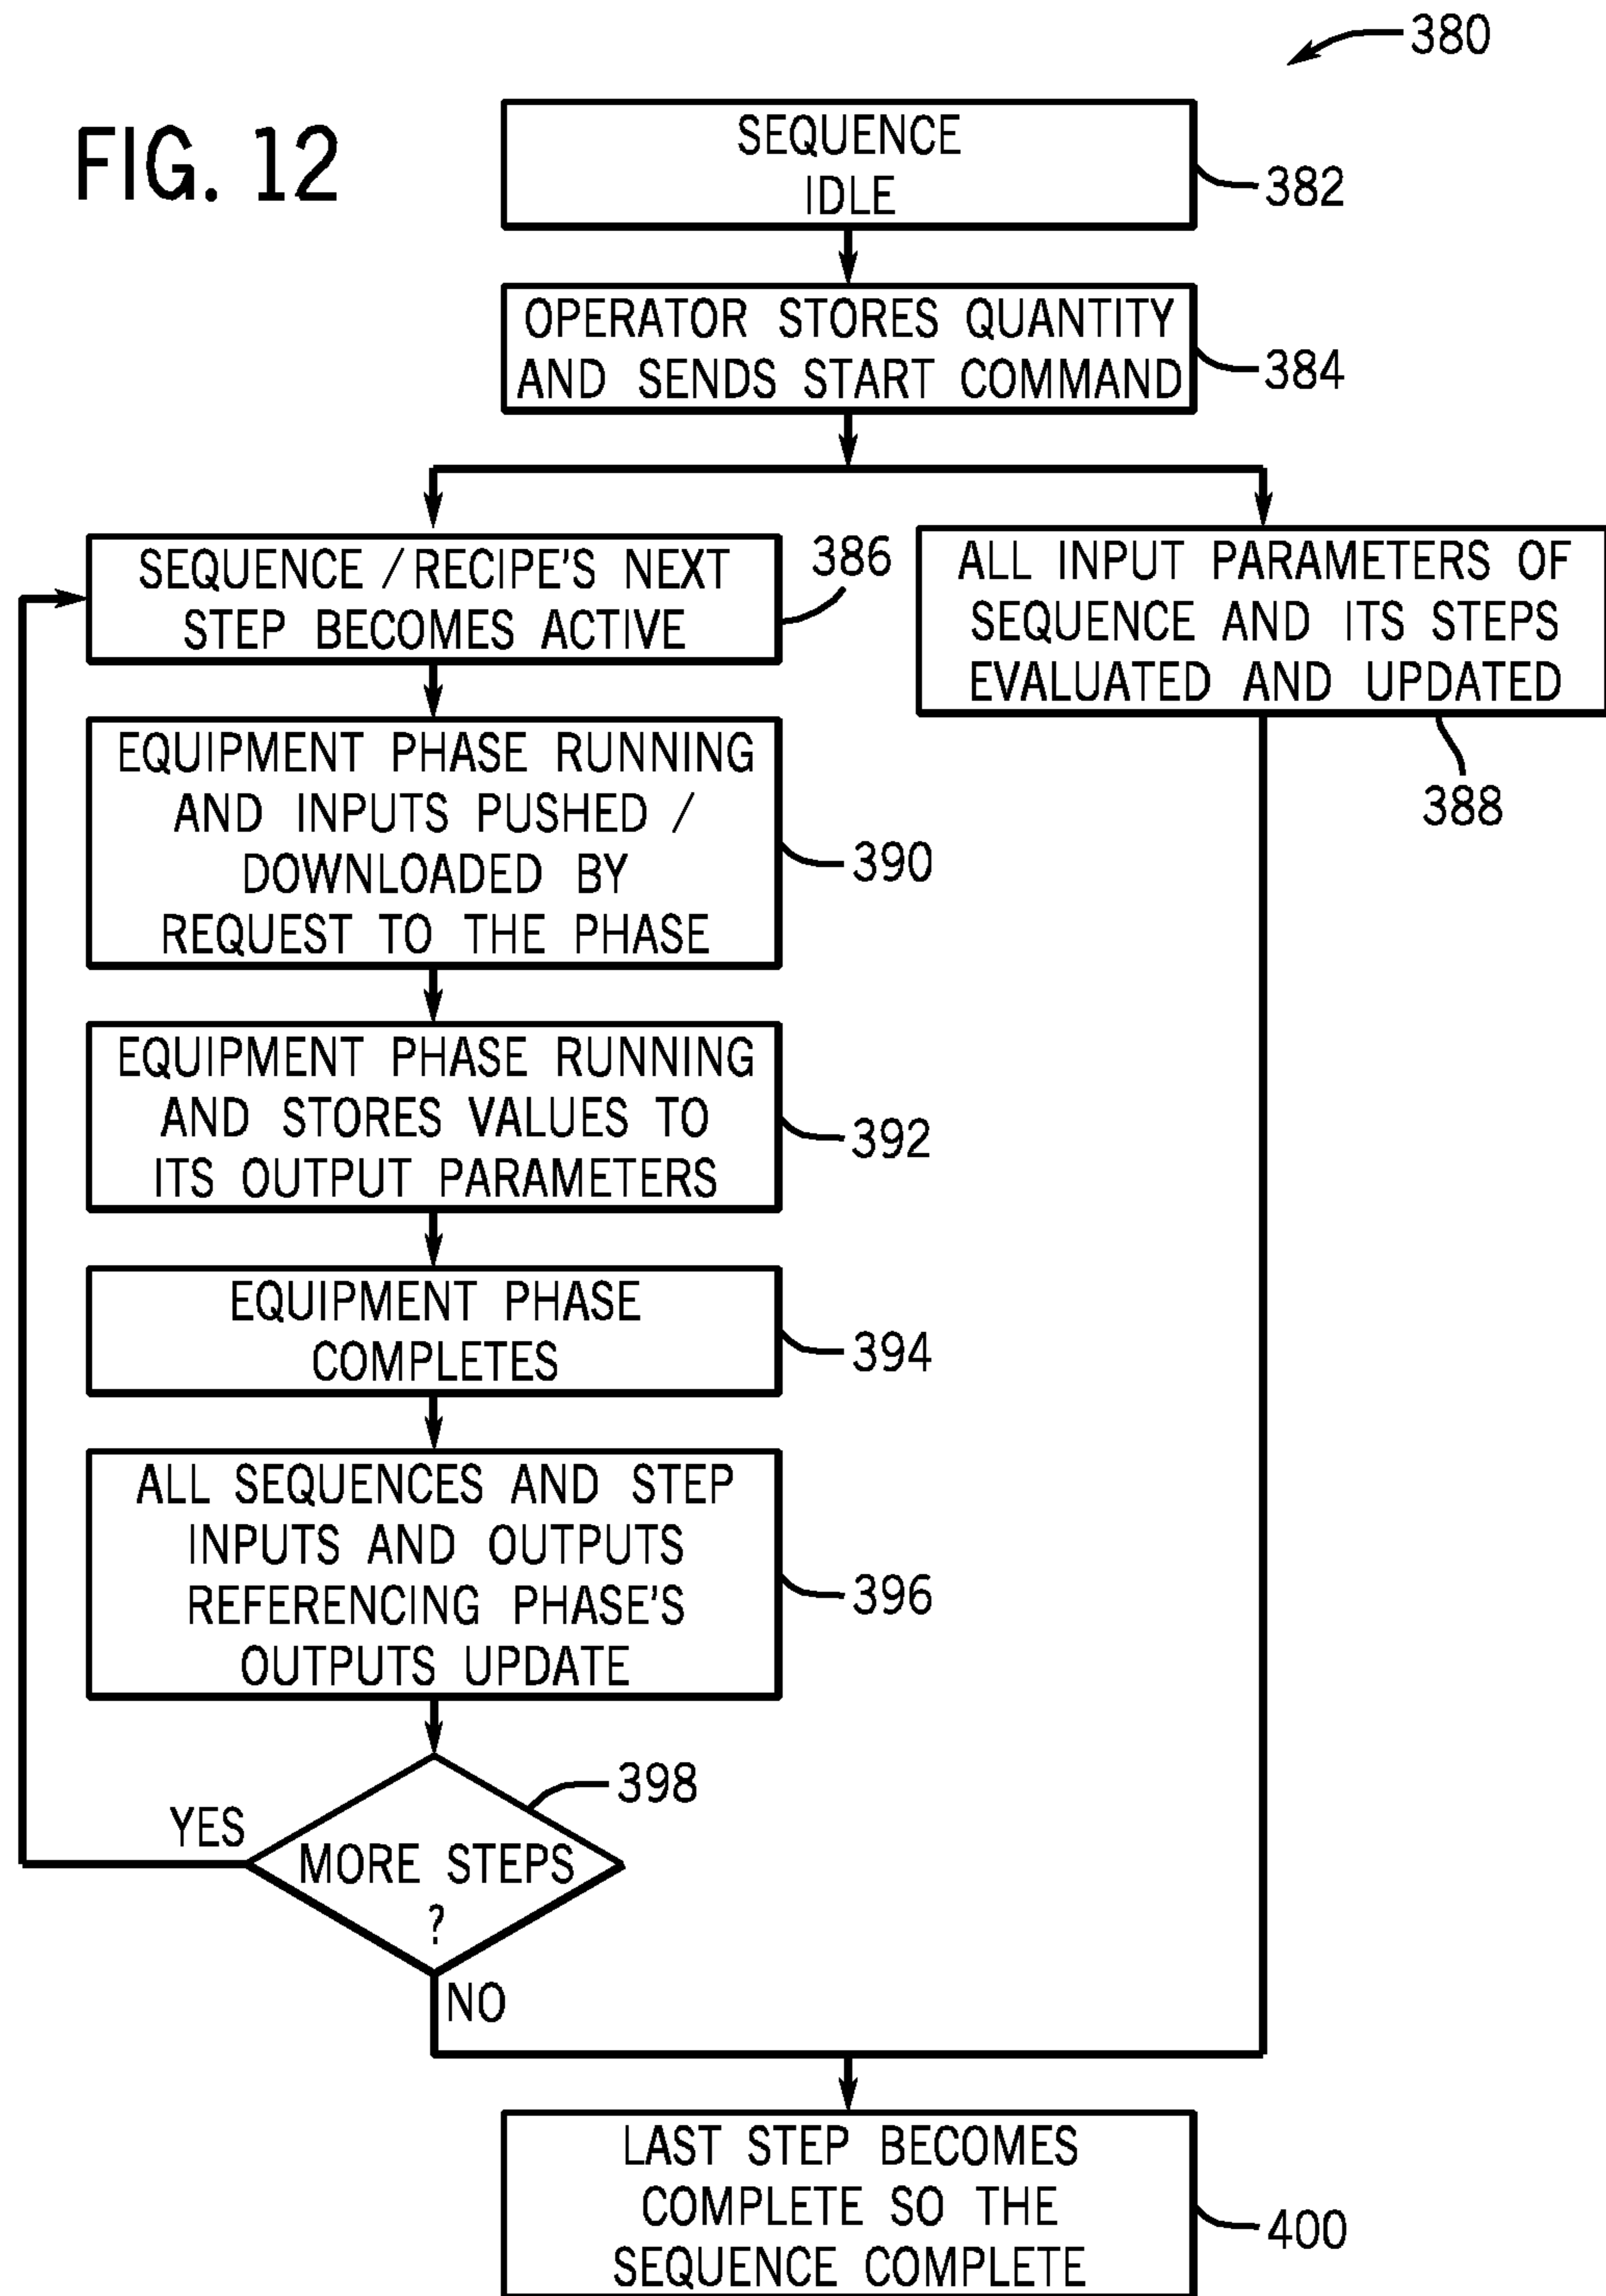 380
FIG. 12
SEQUENCE
IDLE
382
OPERATOR STORES QUANTITY
AND SENDS START COMMAND
384
SEQUENCE / RECIPE'S NEXT
STEP BECOMES ACTIVE
386
ALL INPUT PARAMETERS OF
SEQUENCE AND ITS STEPS
EVALUATED AND UPDATED
388
EQUIPMENT PHASE RUNNING
AND INPUTS PUSHED /
DOWNLOADED BY
REQUEST TO THE PHASE
390
EQUIPMENT PHASE RUNNING
AND STORES VALUES TO
ITS OUTPUT PARAMETERS
392
EQUIPMENT PHASE
COMPLETES
394
ALL SEQUENCES AND STEP
INPUTS AND OUTPUTS
REFERENCING PHASE'S
OUTPUTS UPDATE
396
398
YES
MORE STEPS
?
NO
LAST STEP BECOMES
COMPLETE SO THE
SEQUENCE COMPLETE
400